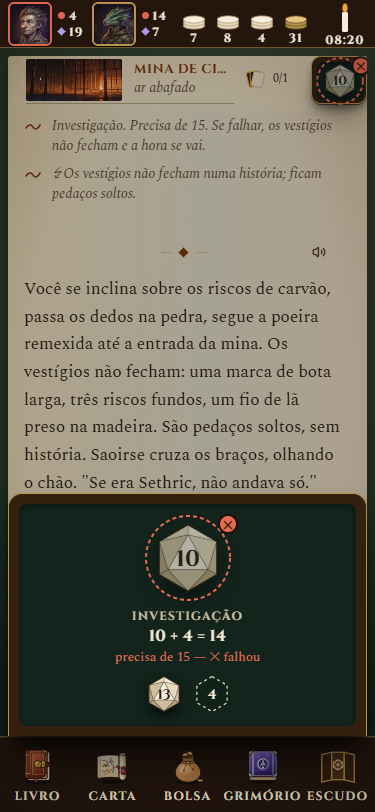 4
19
14
7
7
8
4
31
08:20
MINA DE CI...
ar abafado
0/1
10
Investigação. Precisa de 15. Se falhar, os vestígios
não fecham e a hora se vai.
Os vestígios não fecham numa história; ficam
pedaços soltos.
Você se inclina sobre os riscos de carvão,
passa os dedos na pedra, segue a poeira
remexida até a entrada da mina. Os
vestígios não fecham: uma marca de bota
larga, três riscos fundos, um fio de lã
preso na madeira. São pedaços soltos, sem
história. Saoirse cruza os braços, olhando
o chão. "Se era Sethric, não andava só."
10
INVESTIGAÇÃO
10 + 4 = 14
precisa de 15 — ✕ falhou
13
4
LIVRO
CARTA
BOLSA
GRIMÓRIO
ESCUDO